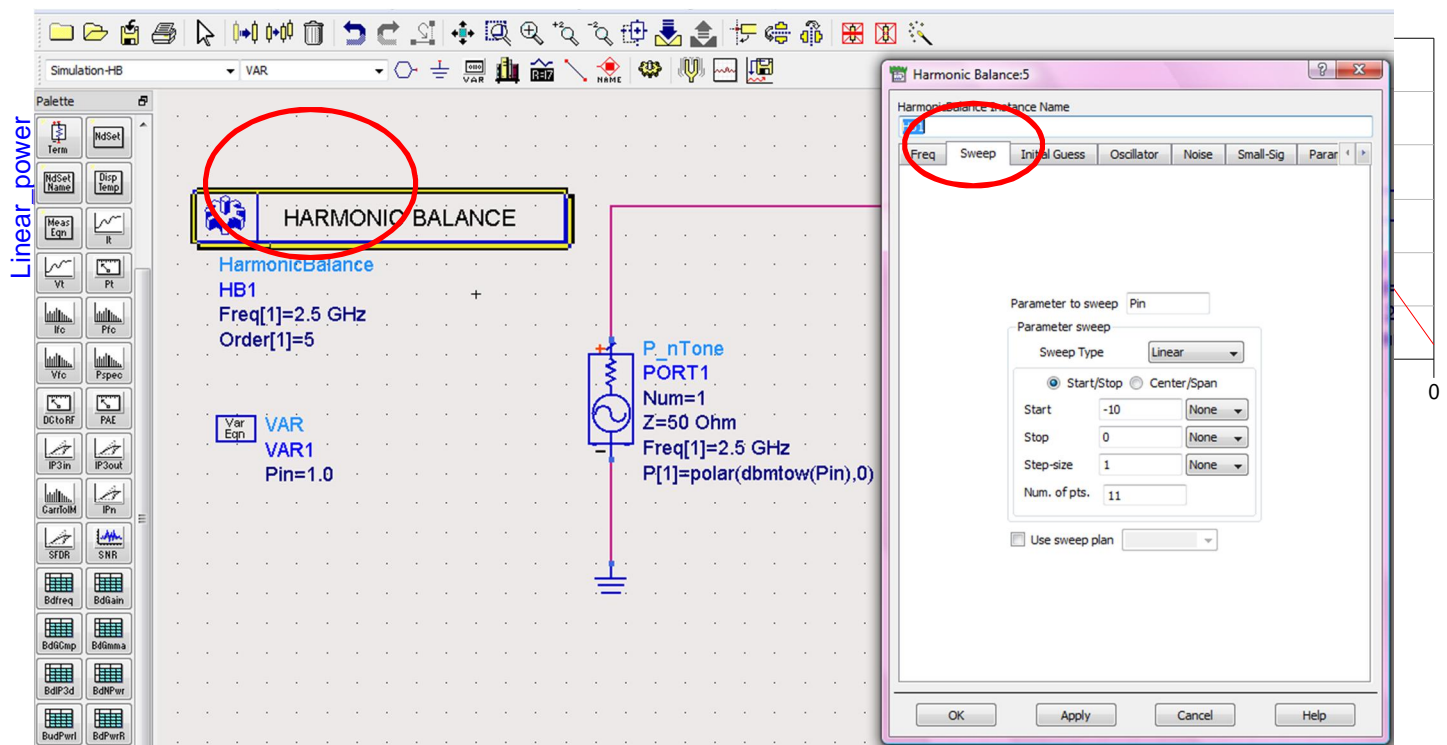 Simulation-HB
VAR
VAR
R=17
NAME
Palette
Term
NdSet
NdSet Name
Disp Temp
Meas Eqn
It
Vt
Pt
Ifc
Pfc
Vfc
Pspec
DCtoRF
PAE
IP3in
IP3out
CarrToIM
IPn
SFDR
SNR
Bdfreq
BdGain
BdGCmp
BdGmma
BdIP3d
BdNPwr
BudPwrI
BdPwrR
Linear_power
HARMONIC BALANCE
HarmonicBalance
HB1
Freq[1]=2.5 GHz
Order[1]=5
Var Eqn
VAR
VAR1
Pin=1.0
P_nTone
PORT1
Num=1
Z=50 Ohm
Freq[1]=2.5 GHz
P[1]=polar(dbmtow(Pin),0)
Harmonic Balance:5
HarmonicBalance Instance Name
HB1
Freq Sweep Initial Guess Oscillator Noise Small-Sig Parar
Parameter to sweep Pin
Parameter sweep
Sweep Type Linear
Start/Stop Center/Span
Start -10 None
Stop 0 None
Step-size 1 None
Num. of pts. 11
Use sweep plan
OK Apply Cancel Help
0